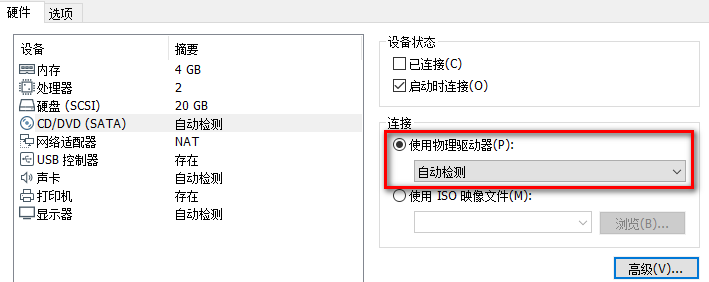 硬件 选项
设备 摘要
内存 4 GB
处理器 2
硬盘 (SCSI) 20 GB
CD/DVD (SATA) 自动检测
网络适配器 NAT
USB 控制器 存在
声卡 自动检测
打印机 存在
显示器 自动检测
设备状态
已连接(C)
启动时连接(O)
连接
使用物理驱动器(P):
自动检测
使用 ISO 映像文件(M):
浏览(B)...
高级(V)...